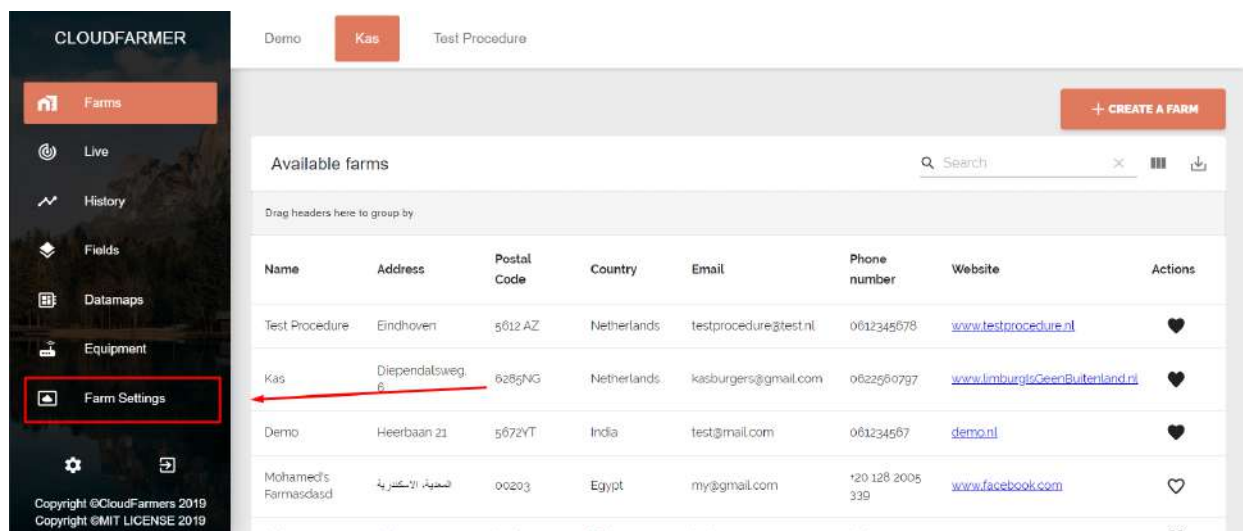 CLOUDFARMER
Demo Kas Test Procedure
Farms
+ CREATE A FARM
Live
Available farms Search
History
Drag headers here to group by
Fields
Name Address Postal Code Country Email Phone number Website Actions
Datamaps
Test Procedure Eindhoven 5612 AZ Netherlands testprocedure@test.nl 0612345678 www.testprocedure.nl
Equipment
Kas Diependalsweg, 6 6285NG Netherlands kasburgers@gmail.com 0622560797 www.limburgIsGeenBuitenland.nl
Farm Settings
Demo Heerbaan 21 5672YT India test@mail.com 061234567 demo.nl
Mohamed's Farmasdasd المعدية، الاسكندرية 00203 Egypt my@gmail.com +20 128 2005 339 www.facebook.com
Copyright ©CloudFarmers 2019
Copyright ©MIT LICENSE 2019